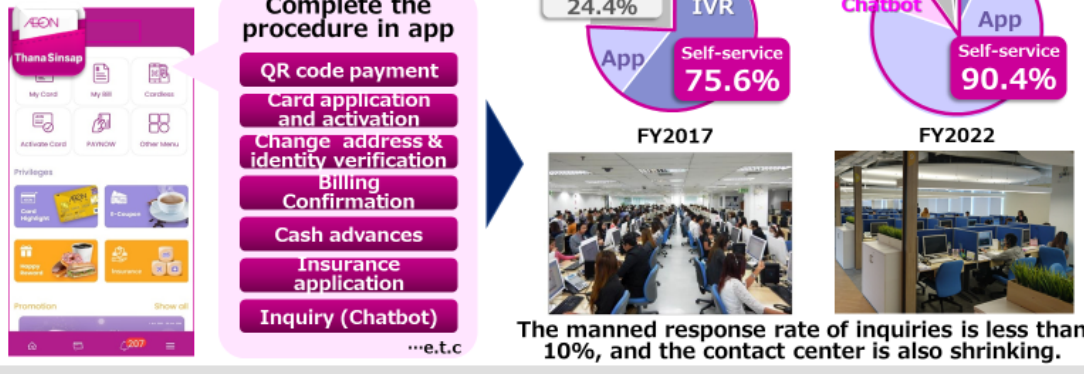 Complete the
procedure in app
QR code payment
Card application
and activation
Change address &
identity verification
Billing
Confirmation
Cash advances
Insurance
application
Inquiry (Chatbot)
…e.t.c
ÆON
ThanaSinsap
My Card
My Bill
Cardless
Activate Card
PAYNOW
Other Menu
Privileges
Card
Highlight
E-Coupon
Happy
Reward
Insurance
Promotion
Show all
207
24.4%
IVR
App
Self-service
75.6%
FY2017
Chatbot
App
Self-service
90.4%
FY2022
The manned response rate of inquiries is less than
10%, and the contact center is also shrinking.